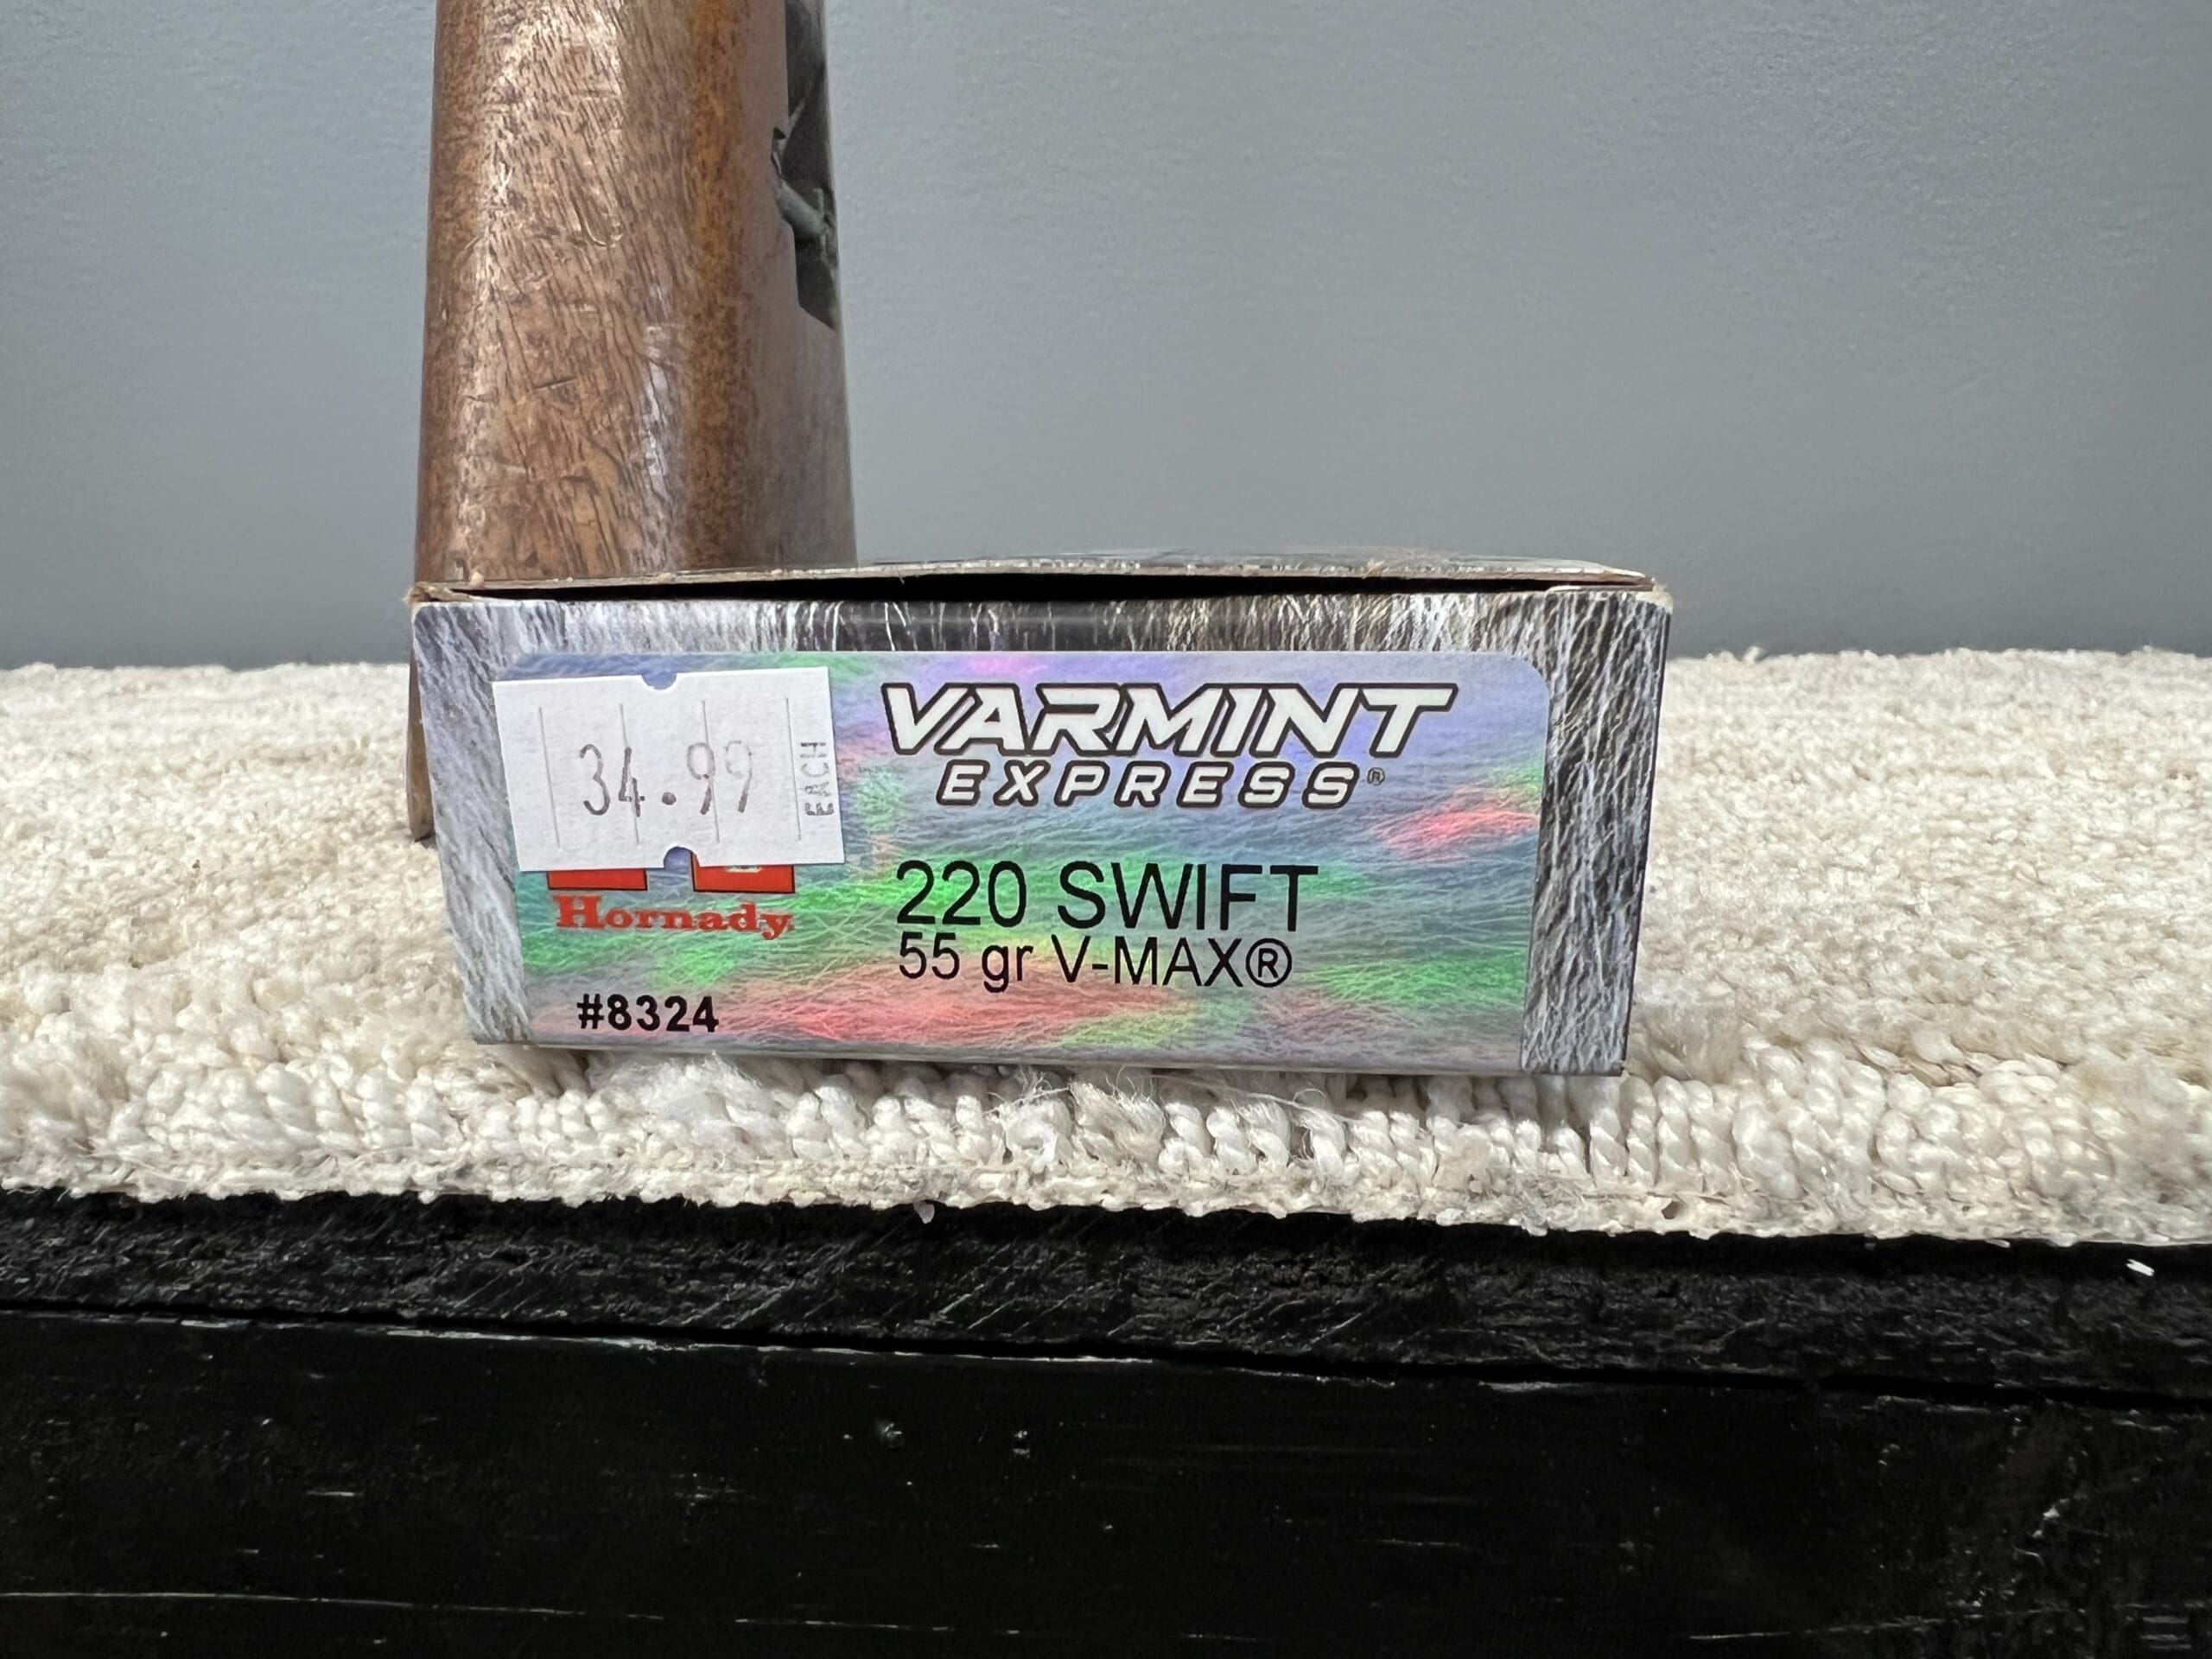 34.99
EACH
VARMINT
EXPRESS®
Hornady
220 SWIFT
55 gr V-MAX®
#8324